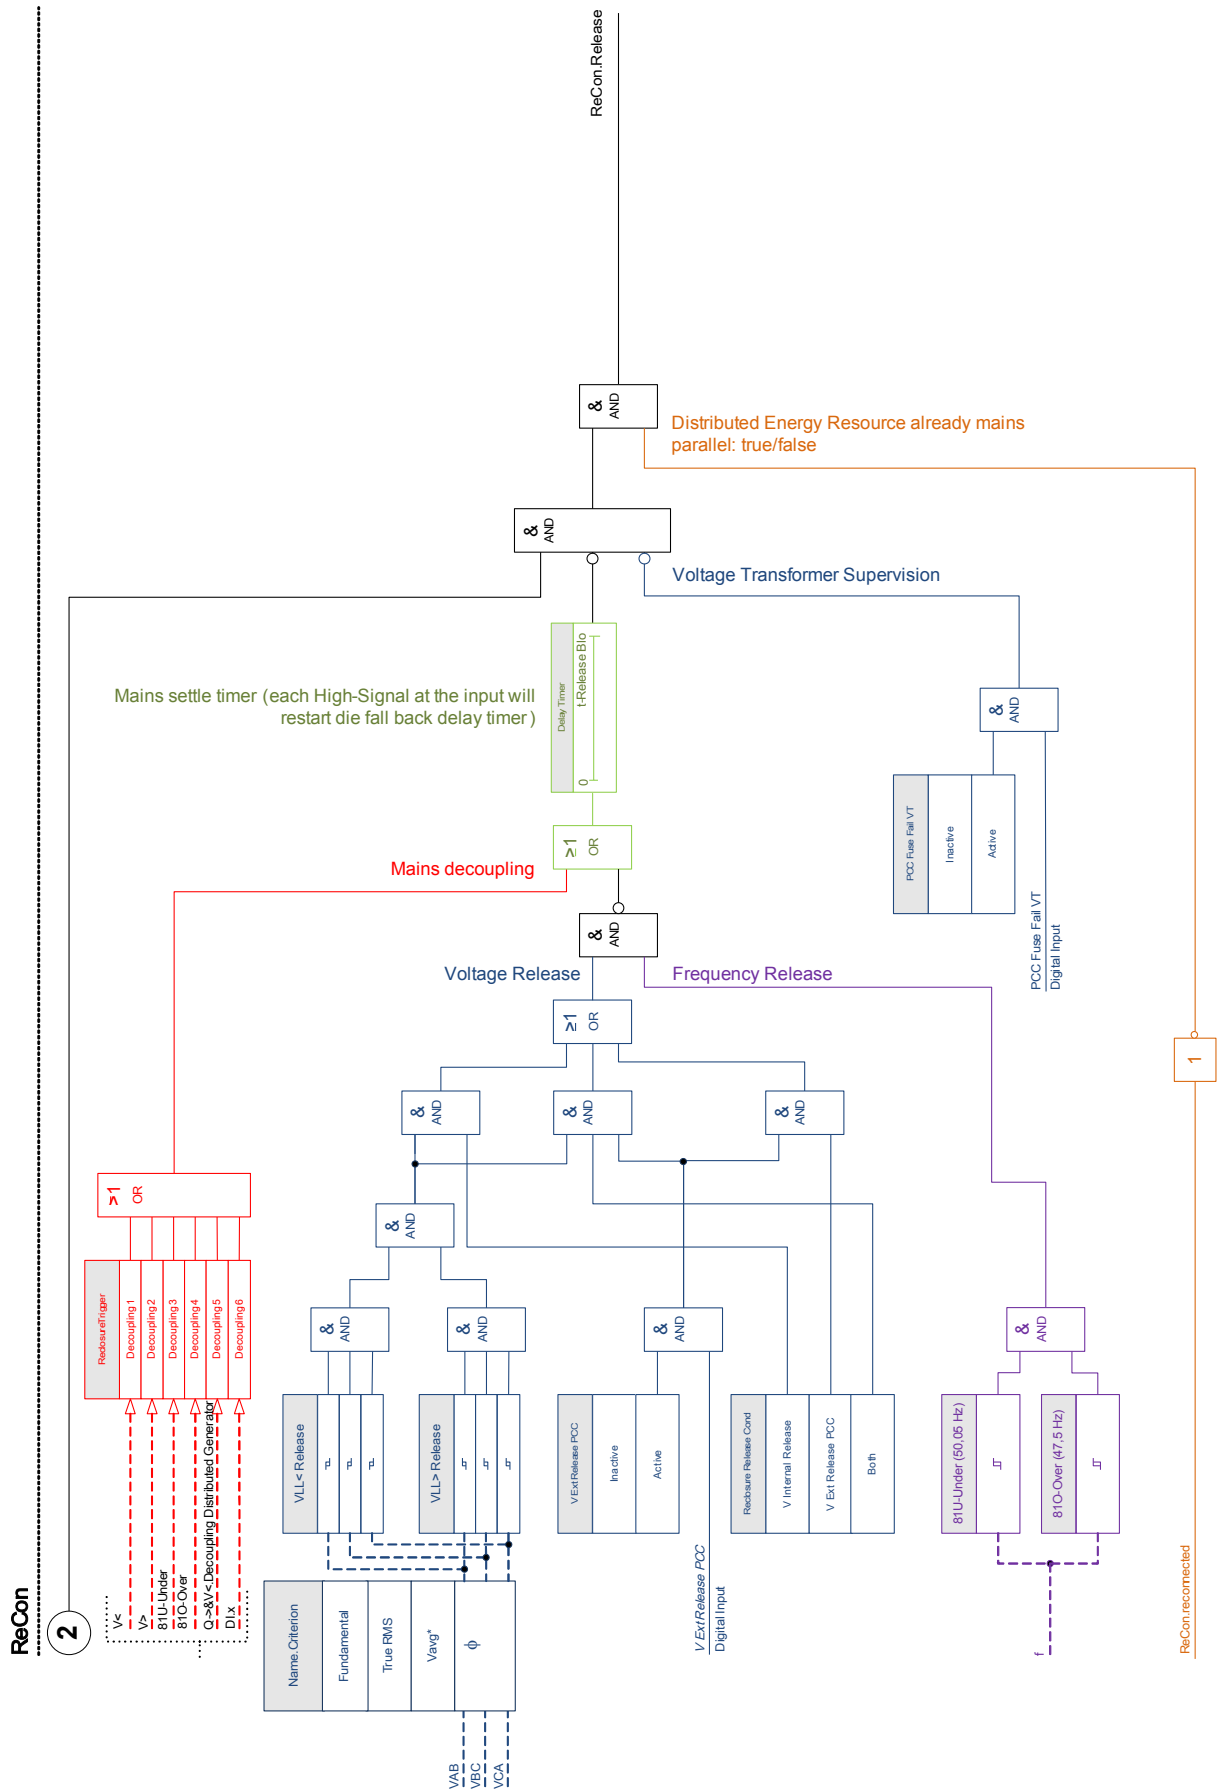 ReCon
2
V<
V>
81U-Under
81O-Over
Q->&V<.Decoupling Distributed Generator
DI.x
ReclosureTrigger
Decoupling1
Decoupling2
Decoupling3
Decoupling4
Decoupling5
Decoupling6
≥1
OR
Mains decoupling
Mains settle timer (each High-Signal at the input will
restart die fall back delay timer)
Delay Timer
t-Release Blo
0
≥1
OR
&
AND
&
AND
&
AND
ReCon.Release
Distributed Energy Resource already mains
parallel: true/false
Voltage Transformer Supervision
Voltage Release
Frequency Release
≥1
OR
&
AND
&
AND
&
AND
&
AND
&
AND
&
AND
VLL< Release
VLL> Release
Name.Criterion
Fundamental
True RMS
Vavg*
ϕ
VAB
VBC
VCA
V Ext Release PCC
Inactive
Active
V Ext Release PCC
Digital Input
&
AND
Reclosure Release Cond
V Internal Release
V Ext Release PCC
Both
PCC Fuse Fail VT
Inactive
Active
PCC Fuse Fail VT
Digital Input
&
AND
81U-Under (50,05 Hz)
81O-Over (47,5 Hz)
&
AND
f
1
ReCon.reconnected